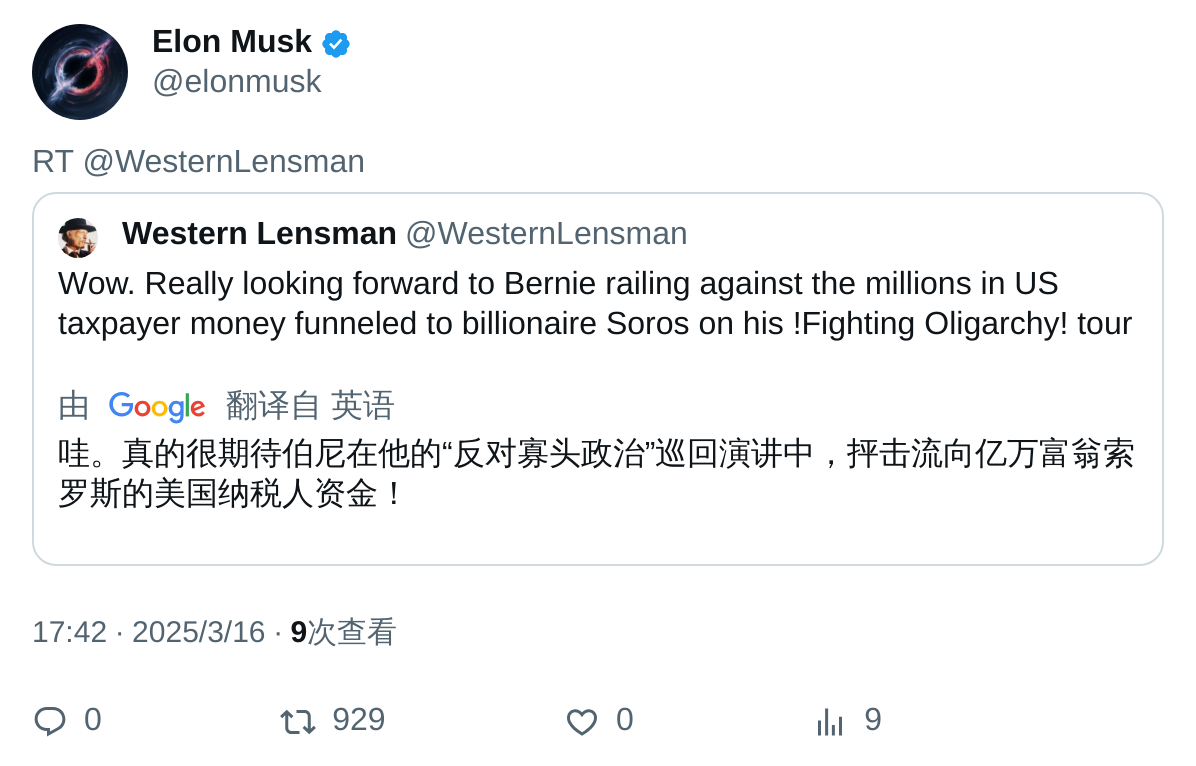 Elon Musk
@elonmusk
RT @WesternLensman
Western Lensman @WesternLensman
Wow. Really looking forward to Bernie railing against the millions in US
taxpayer money funneled to billionaire Soros on his !Fighting Oligarchy! tour
由 Google 翻译自 英语
哇。真的很期待伯尼在他的“反对寡头政治”巡回演讲中，抨击流向亿万富翁索
罗斯的美国纳税人资金！
17:42 · 2025/3/16 · 9次查看
0 929 0 9